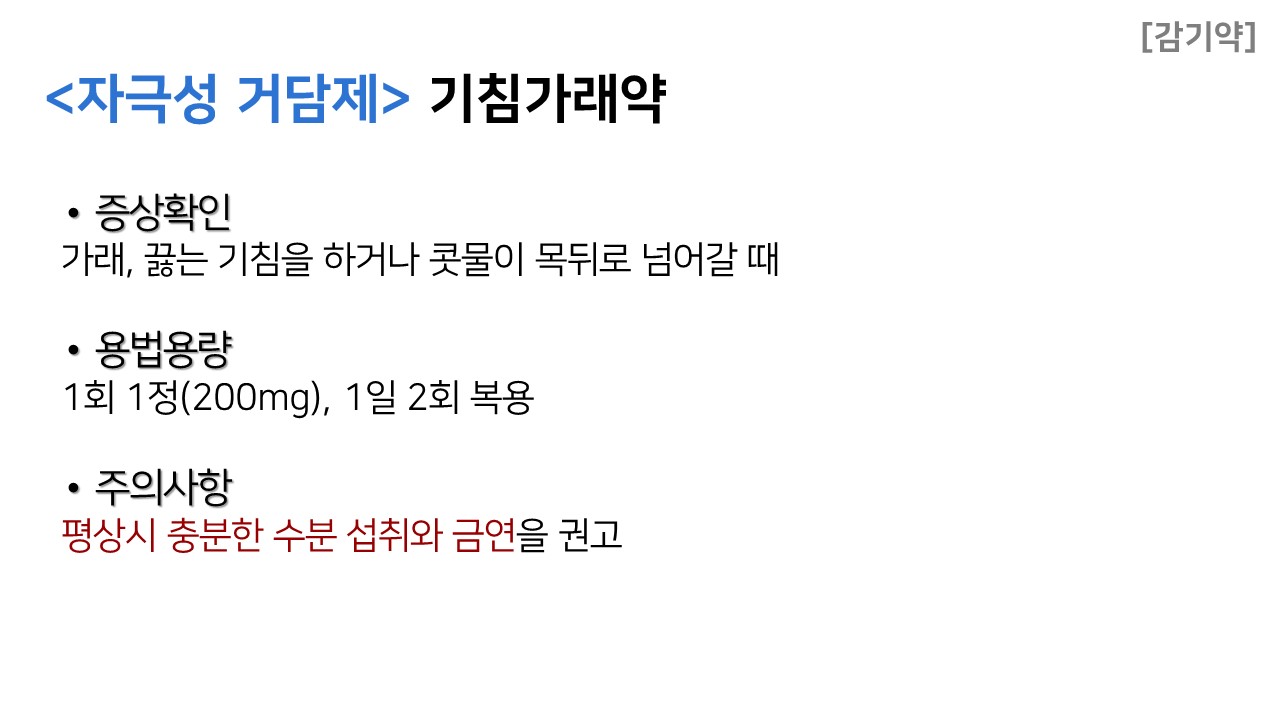 [감기약]
<자극성 거담제> 기침가래약
• 증상확인
가래, 끓는 기침을 하거나 콧물이 목뒤로 넘어갈 때
• 용법용량
1회 1정(200mg), 1일 2회 복용
• 주의사항
평상시 충분한 수분 섭취와 금연을 권고